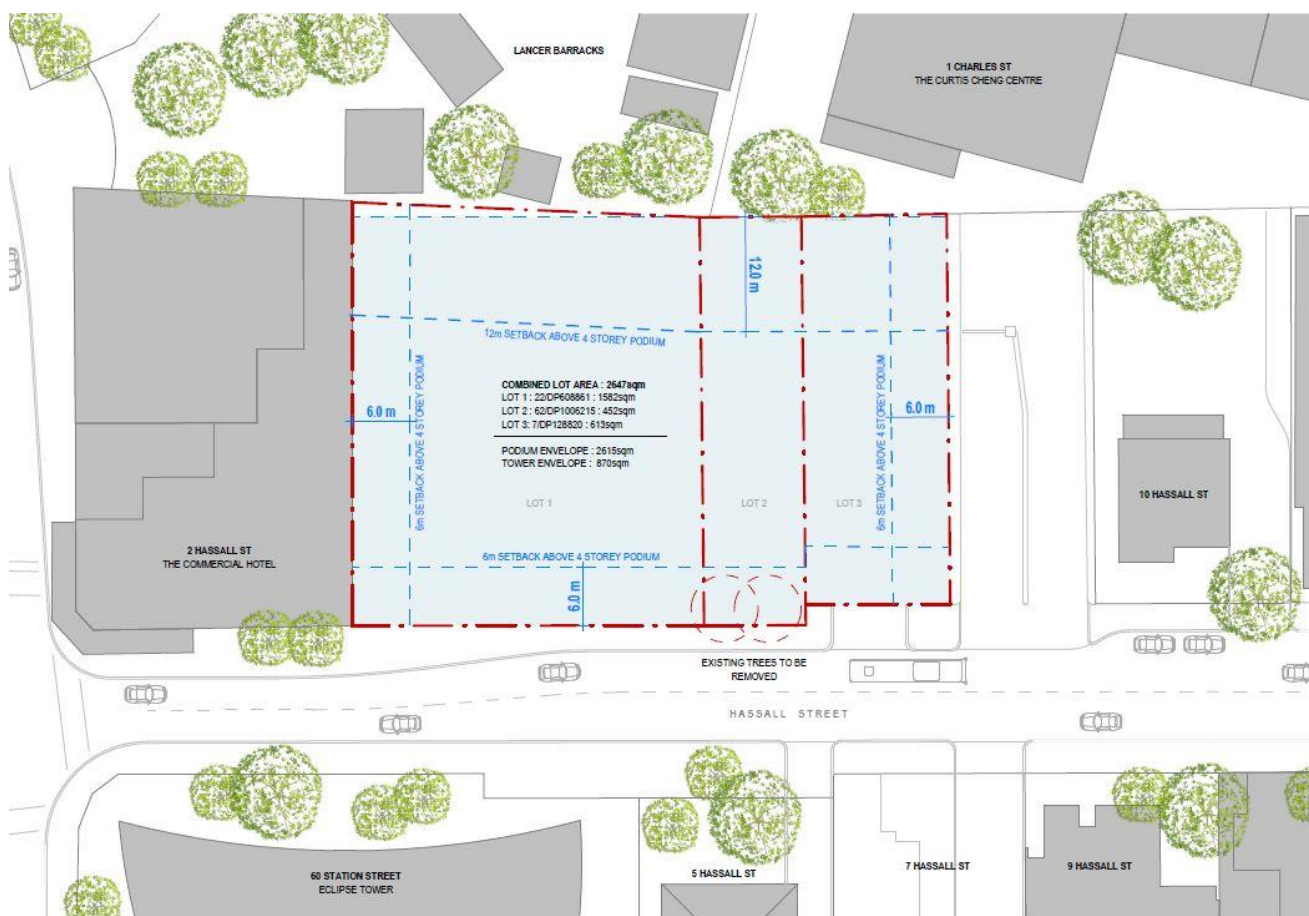 LANCER BARRACKS
1 CHARLES ST
THE CURTIS CHENG CENTRE
12.0 m
12m SETBACK ABOVE 4 STOREY PODIUM
6m SETBACK ABOVE 4 STOREY PODIUM
6.0 m
COMBINED LOT AREA : 2647sqm
LOT 1 : 22/DP608861 : 1582sqm
LOT 2 : 62/DP1006215 : 452sqm
LOT 3: 7/DP128820 : 613sqm
PODIUM ENVELOPE : 2615sqm
TOWER ENVELOPE : 870sqm
6m SETBACK ABOVE 4 STOREY PODIUM
6.0 m
LOT 1
LOT 2
LOT 3
10 HASSALL ST
2 HASSALL ST
THE COMMERCIAL HOTEL
6m SETBACK ABOVE 4 STOREY PODIUM
6.0 m
EXISTING TREES TO BE
REMOVED
HASSALL STREET
60 STATION STREET
ECLIPSE TOWER
5 HASSALL ST
7 HASSALL ST
9 HASSALL ST